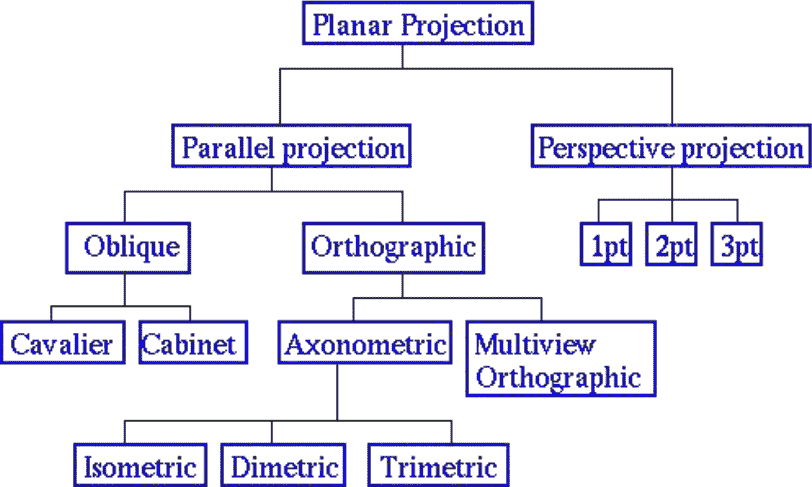 Planar Projection
Parallel projection
Perspective projection
Oblique
Orthographic
1pt
2pt
3pt
Cavalier
Cabinet
Axonometric
Multiview
Orthographic
Isometric
Dimetric
Trimetric